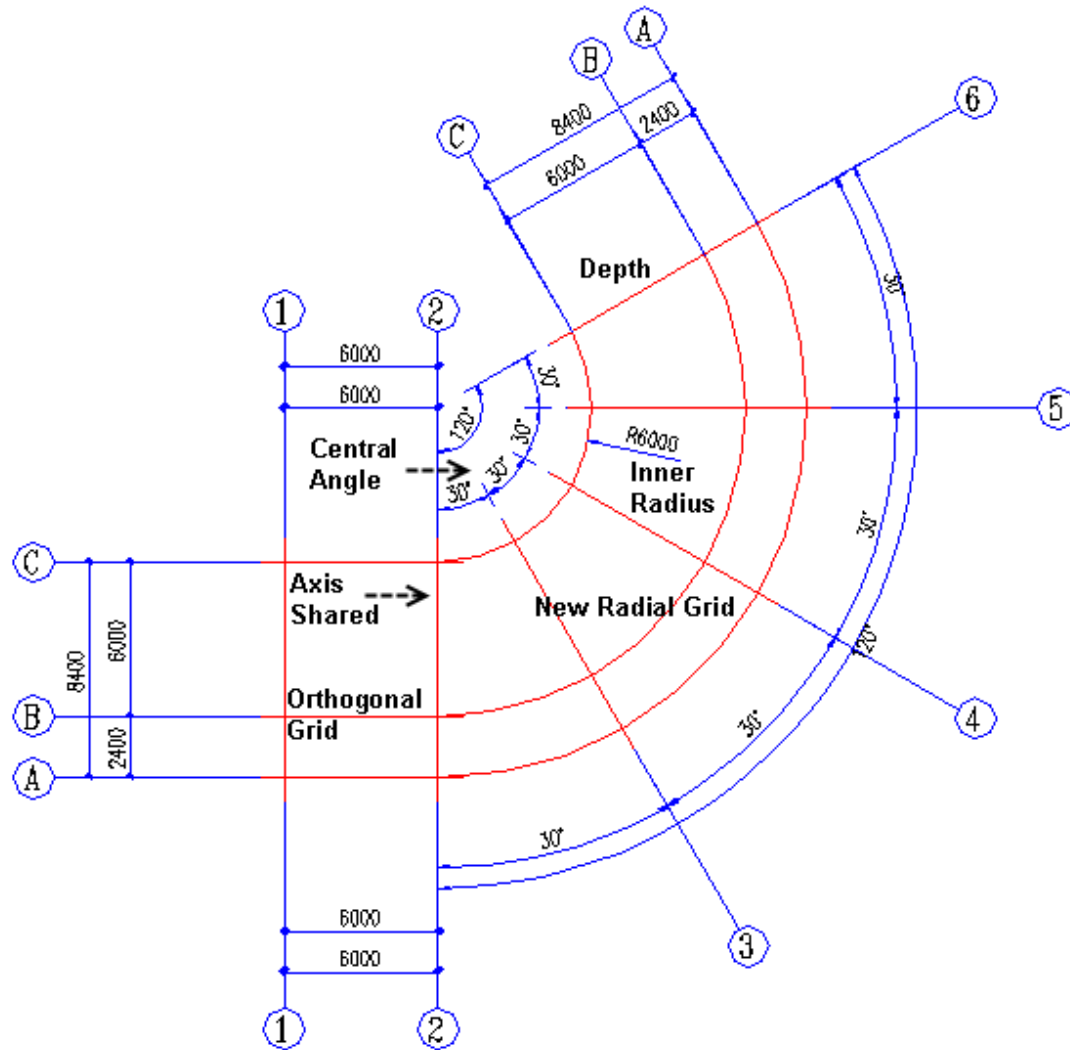 A
B
6
8400
2400
C
6000
Depth
30°
1
2
6000
30°
6000
120°
5
30°
R6000
Central
Angle
Inner
Radius
30°
30°
30°
C
Axis
Shared
New Radial Grid
6000
8400
120°
Orthogonal
Grid
B
4
30°
2400
A
30°
6000
3
6000
1
2